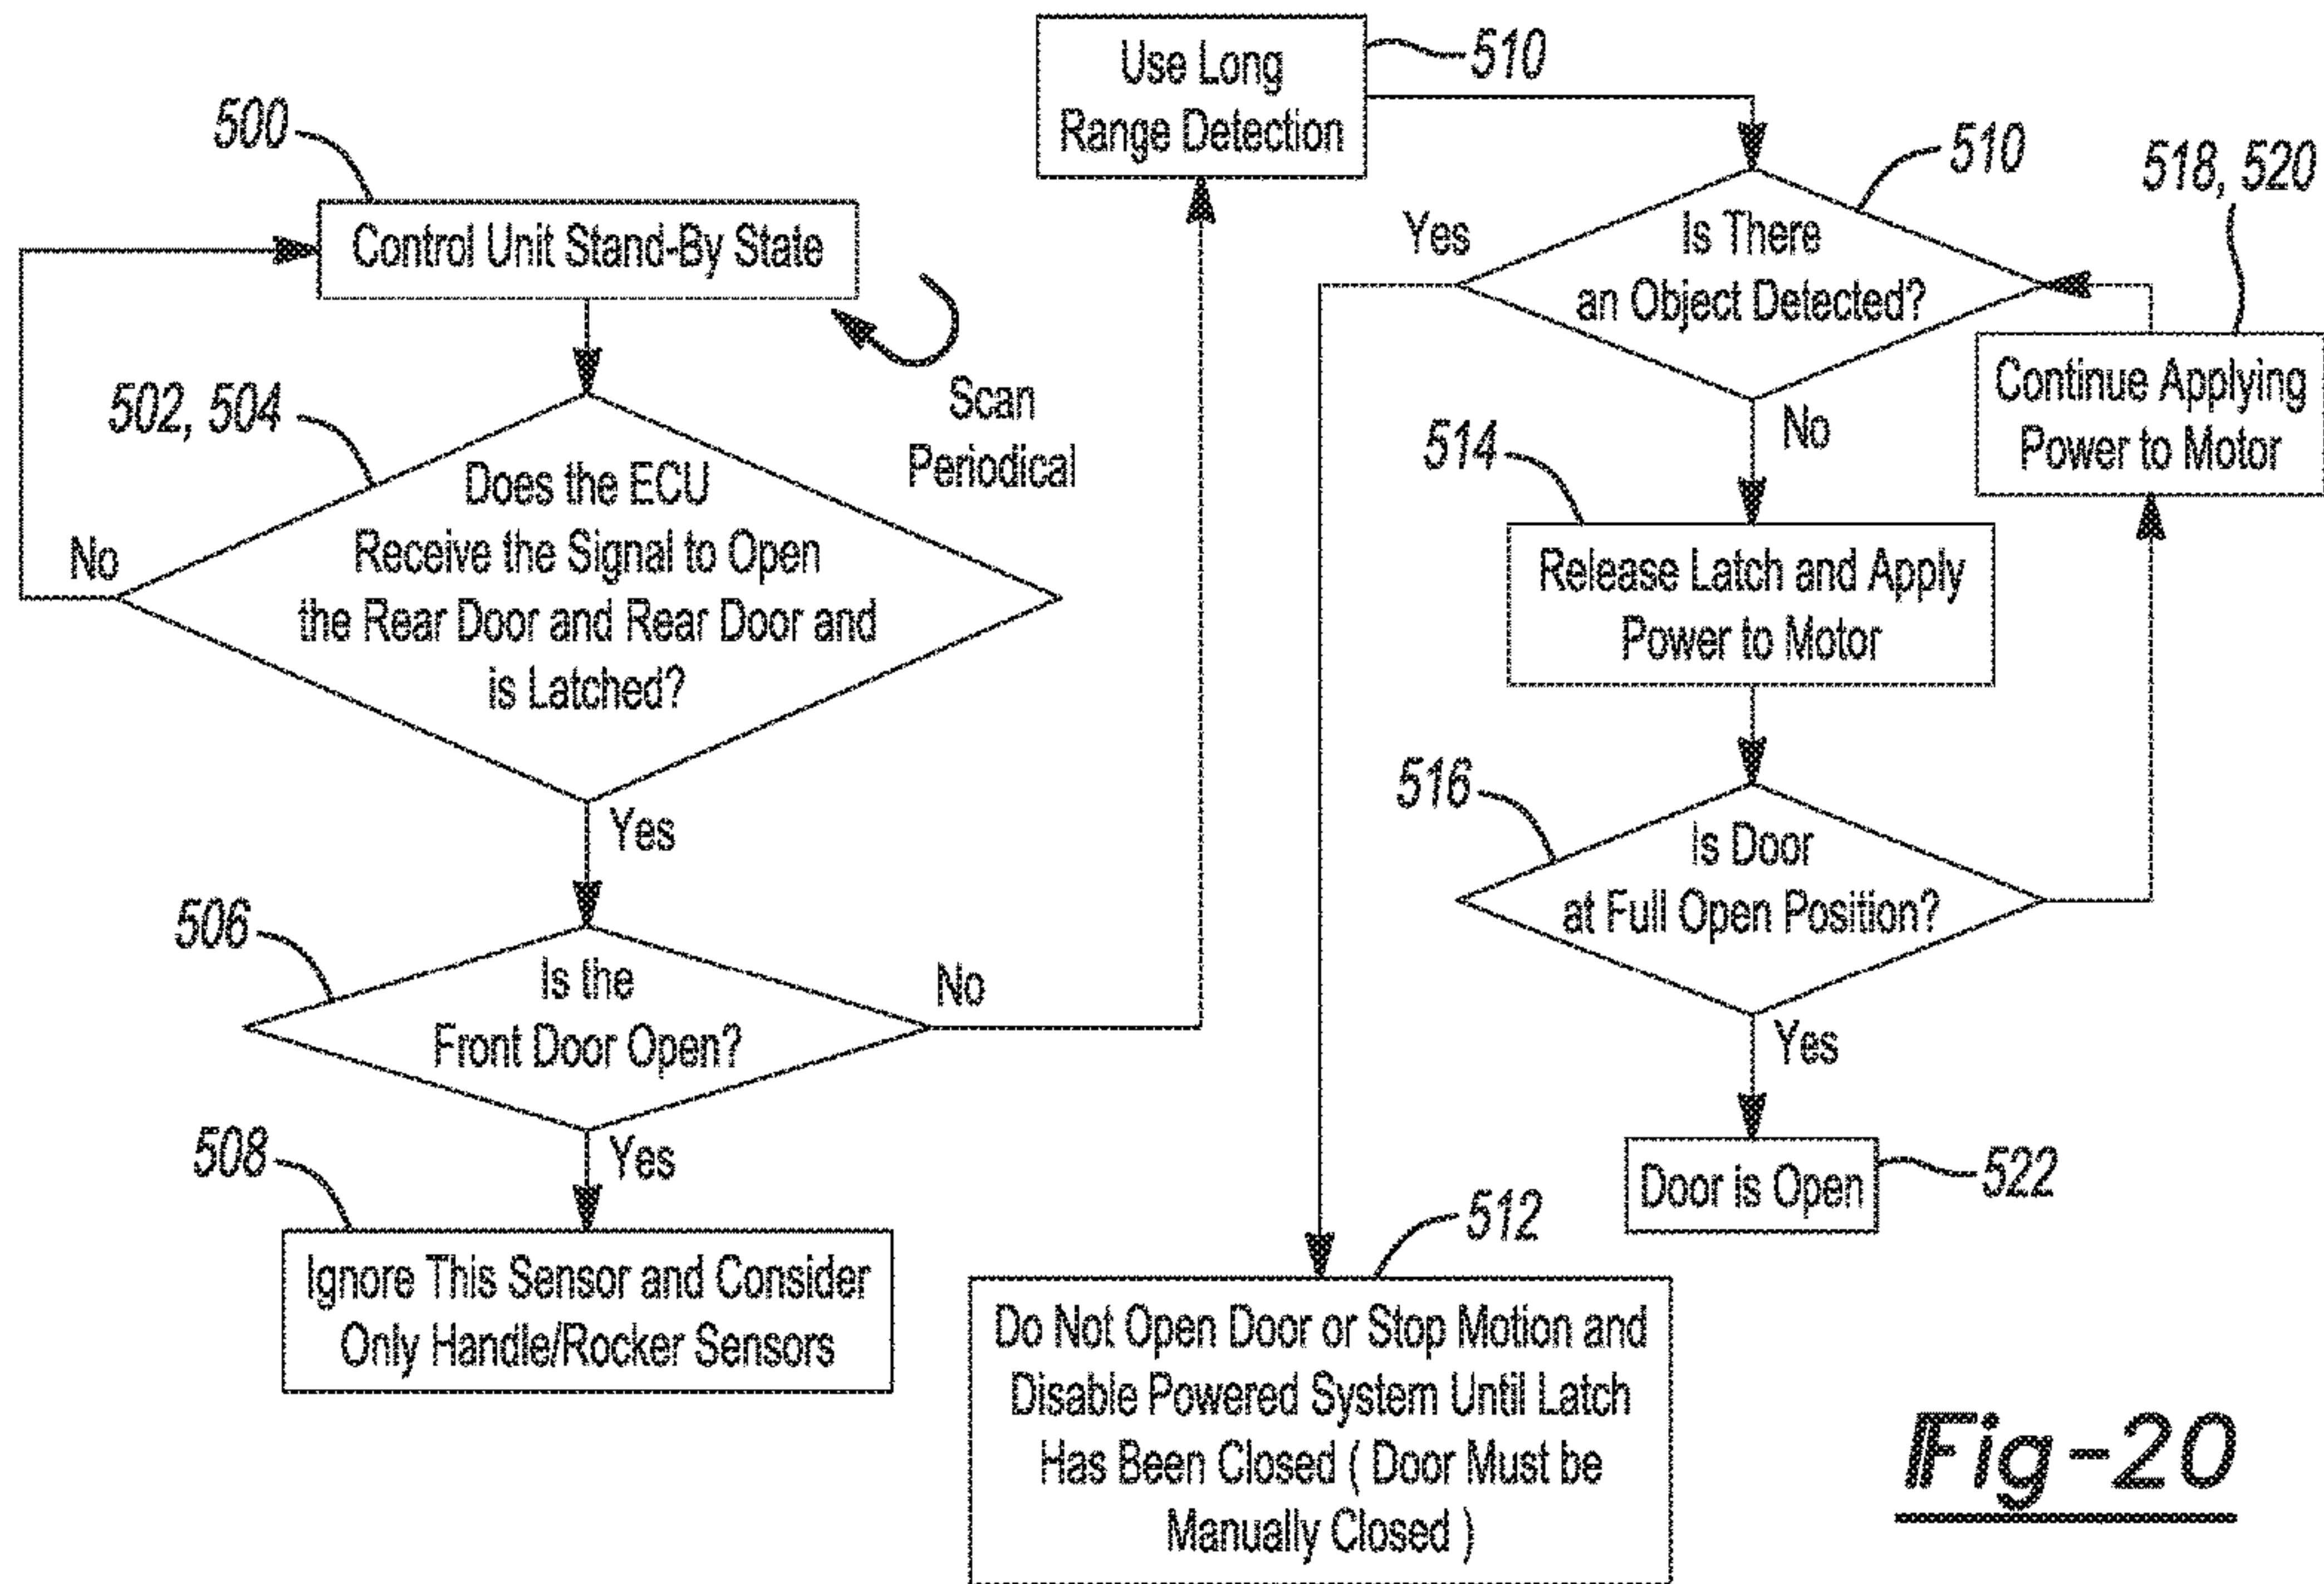 500
Control Unit Stand-By State
Scan
Periodical
502, 504
Does the ECU
Receive the Signal to Open
the Rear Door and Rear Door and
is Latched?
No
Yes
506
Is the
Front Door Open?
No
Yes
508
Ignore This Sensor and Consider
Only Handle/Rocker Sensors
Use Long
Range Detection
510
510
Is There
an Object Detected?
Yes
No
518, 520
Continue Applying
Power to Motor
514
Release Latch and Apply
Power to Motor
516
Is Door
at Full Open Position?
Yes
Door is Open
522
512
Do Not Open Door or Stop Motion and
Disable Powered System Until Latch
Has Been Closed ( Door Must be
Manually Closed )
Fig-20